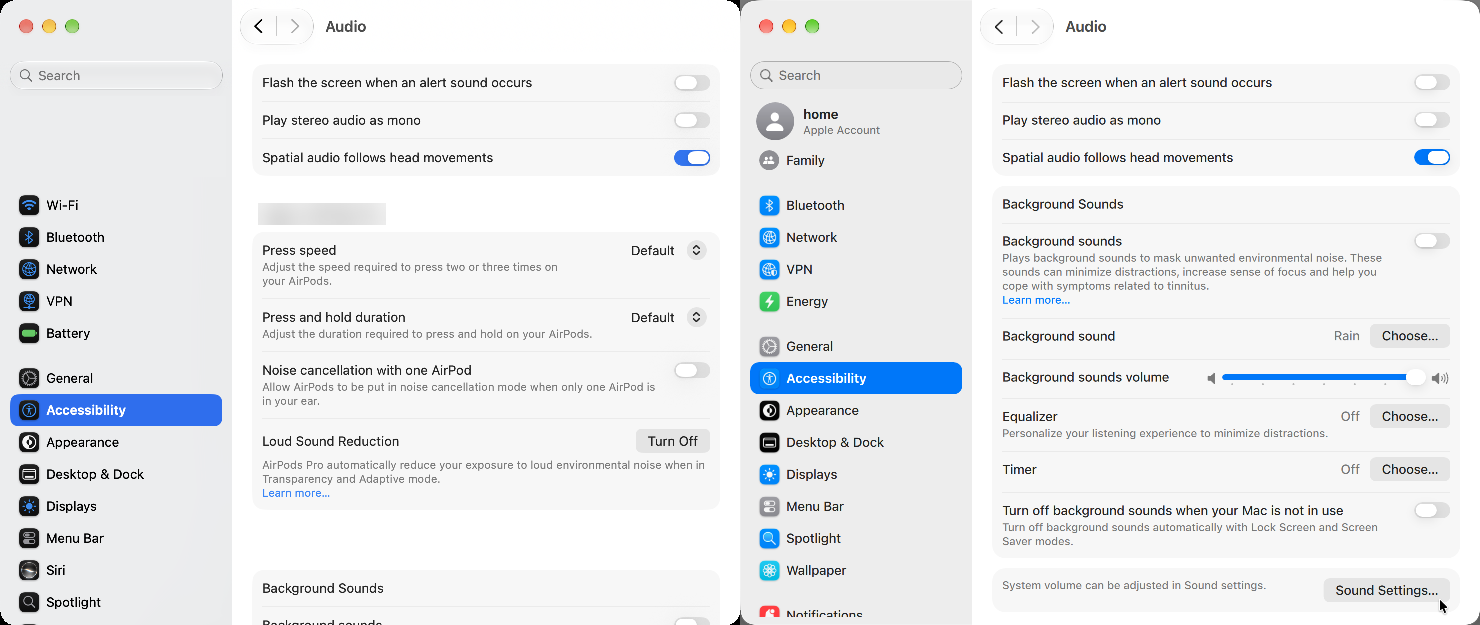 Audio
Search
Wi-Fi
Bluetooth
Network
VPN
Battery
General
Accessibility
Appearance
Desktop & Dock
Displays
Menu Bar
Siri
Spotlight
Flash the screen when an alert sound occurs
Play stereo audio as mono
Spatial audio follows head movements
Press speed
Default
Adjust the speed required to press two or three times on
your AirPods.
Press and hold duration
Default
Adjust the duration required to press and hold on your AirPods.
Noise cancellation with one AirPod
Allow AirPods to be put in noise cancellation mode when only one AirPod is
in your ear.
Loud Sound Reduction
Turn Off
AirPods Pro automatically reduce your exposure to loud environmental noise when in
Transparency and Adaptive mode.
Learn more...
Background Sounds
Background sounds
Audio
Search
home
Apple Account
Family
Bluetooth
Network
VPN
Energy
General
Accessibility
Appearance
Desktop & Dock
Displays
Menu Bar
Spotlight
Wallpaper
Notifications
Flash the screen when an alert sound occurs
Play stereo audio as mono
Spatial audio follows head movements
Background Sounds
Background sounds
Plays background sounds to mask unwanted environmental noise. These
sounds can minimize distractions, increase sense of focus and help you
cope with symptoms related to tinnitus.
Learn more...
Background sound
Rain
Choose...
Background sounds volume
Equalizer
Off
Choose...
Personalize your listening experience to minimize distractions.
Timer
Off
Choose...
Turn off background sounds when your Mac is not in use
Turn off background sounds automatically with Lock Screen and Screen
Saver modes.
System volume can be adjusted in Sound settings.
Sound Settings...